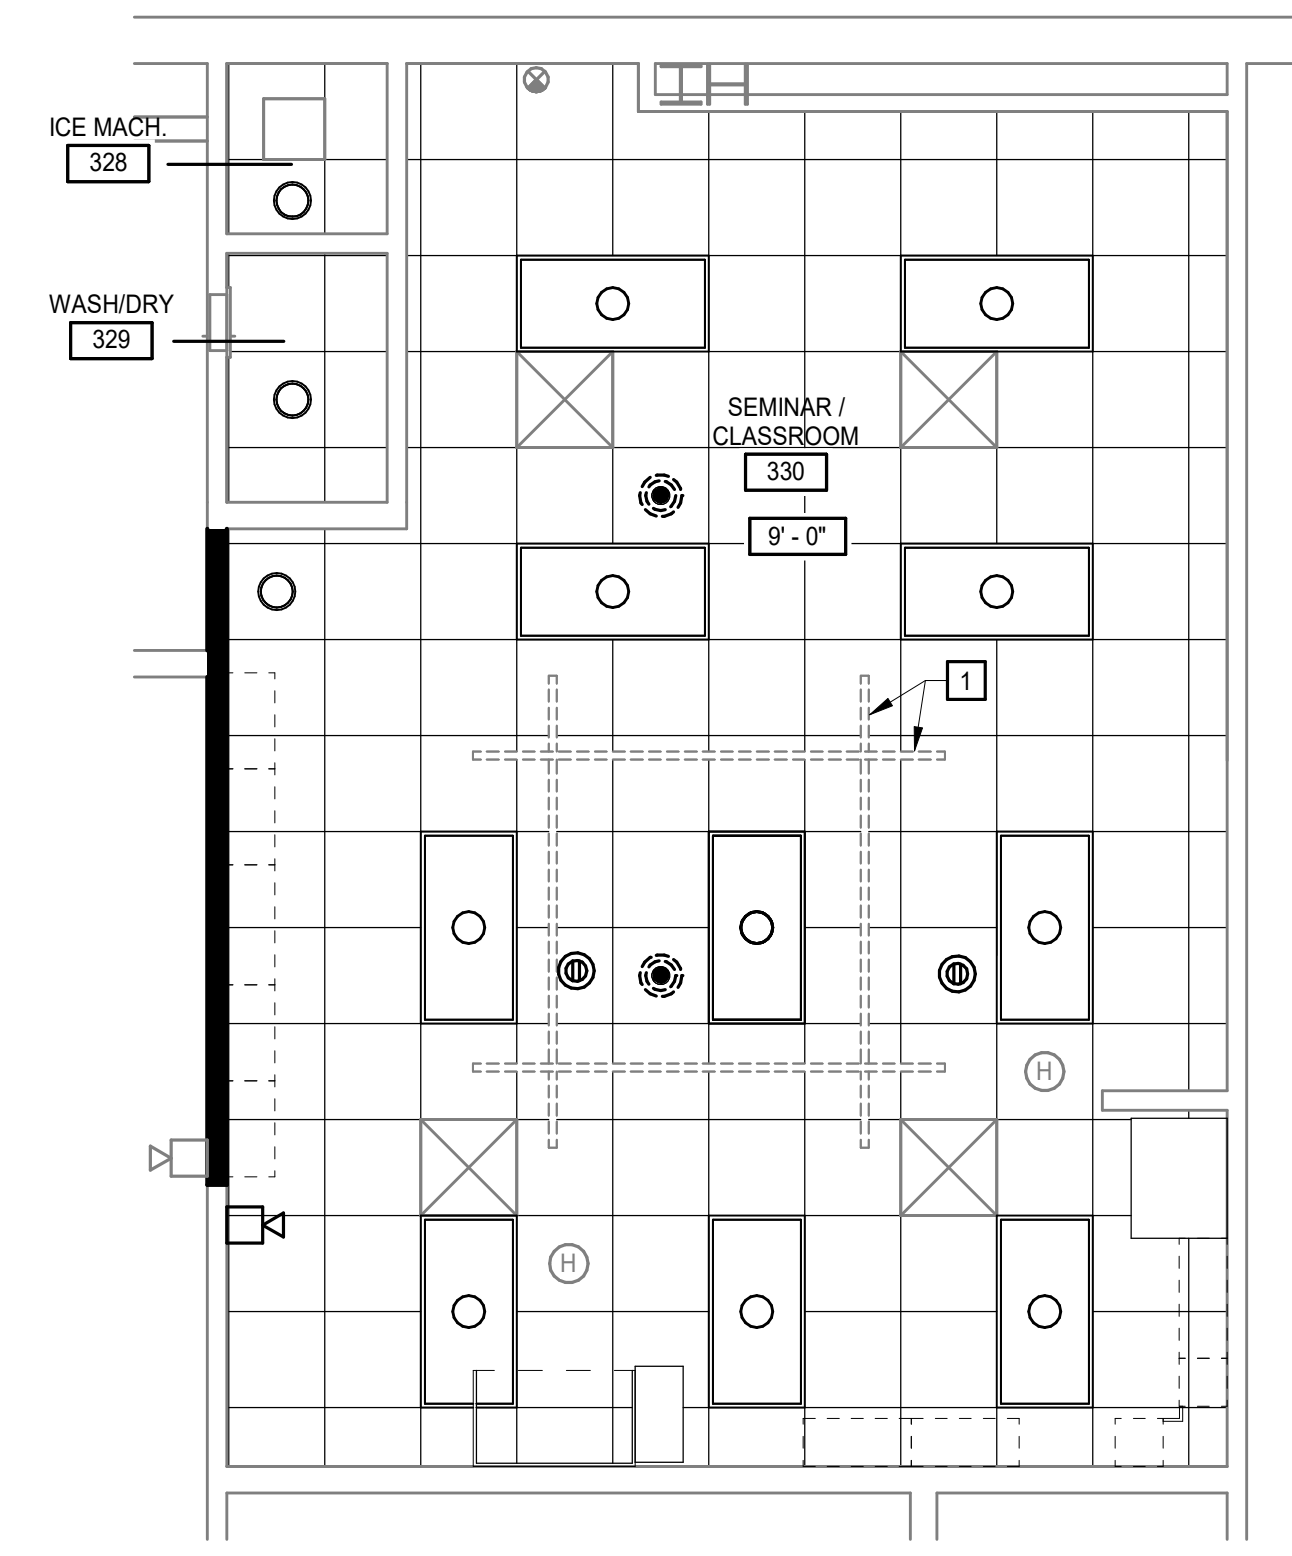 ICE MACH.
328
WASH/DRY
329
SEMINAR /
CLASSROOM
330
9' - 0"
1
H
H